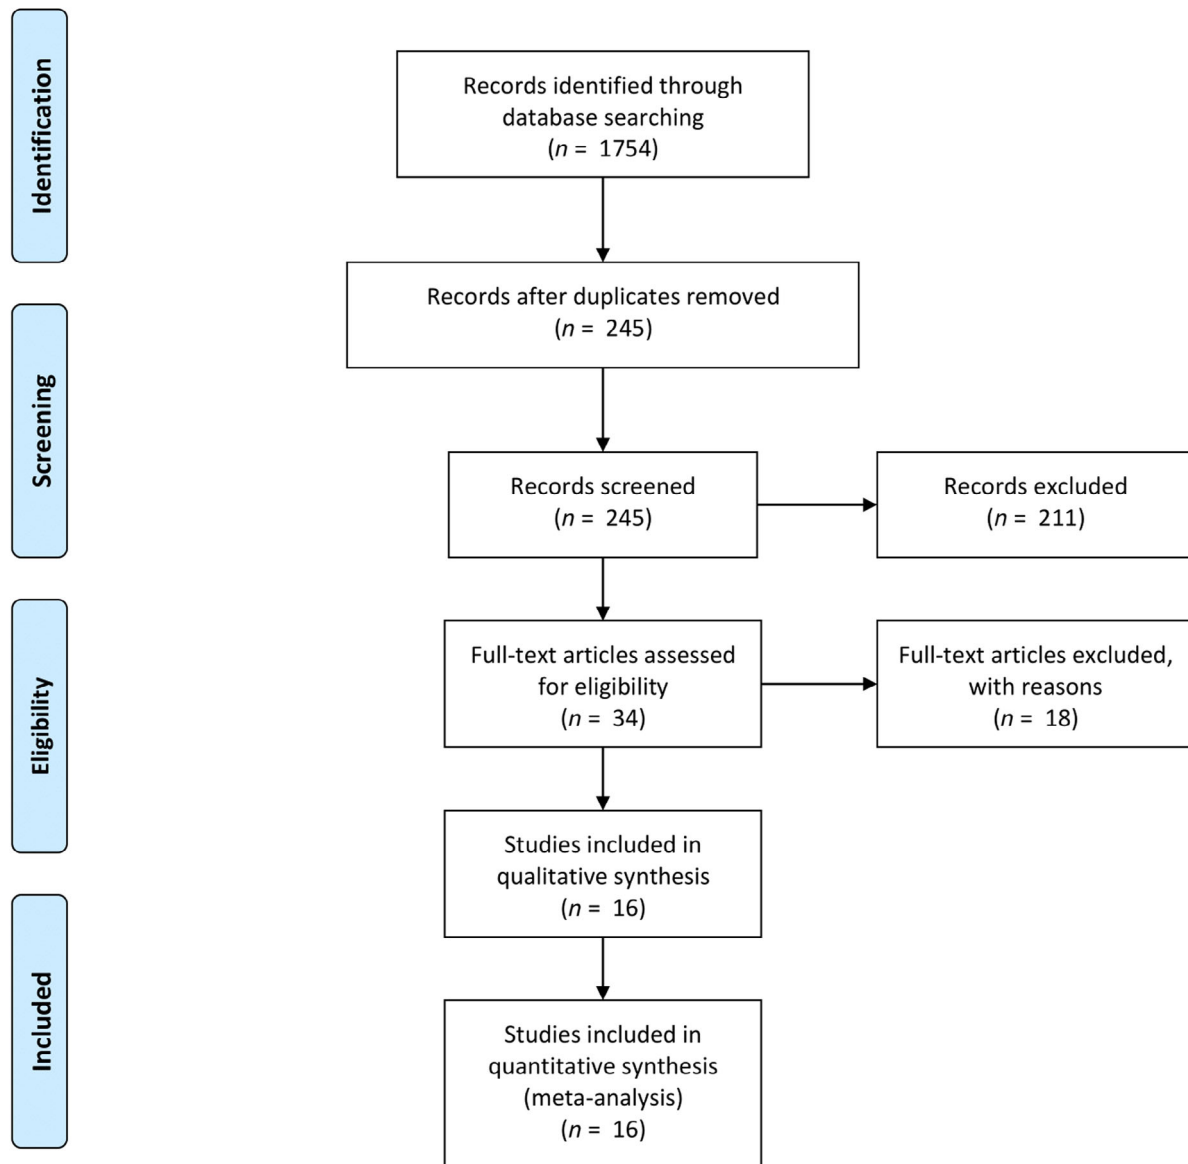 Identification
Records identified through
database searching
(n = 1754)
Records after duplicates removed
(n = 245)
Screening
Records screened
(n = 245)
Records excluded
(n = 211)
Eligibility
Full-text articles assessed
for eligibility
(n = 34)
Full-text articles excluded,
with reasons
(n = 18)
Studies included in
qualitative synthesis
(n = 16)
Included
Studies included in
quantitative synthesis
(meta-analysis)
(n = 16)